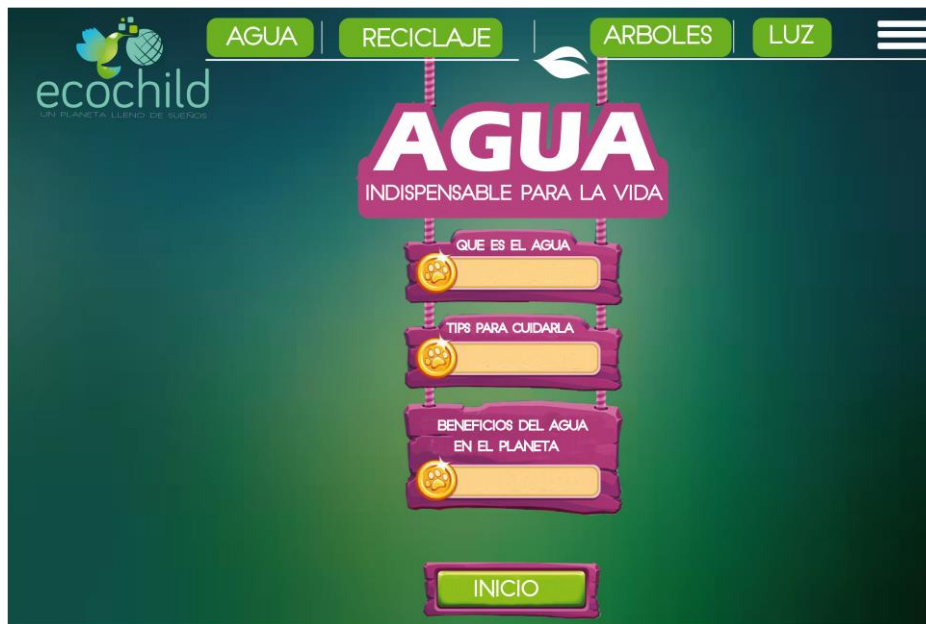 AGUA
RECICLAJE
ARBOLES
LUZ
ecochild
UN PLANETA LLENO DE SUEÑOS
AGUA
INDISPENSABLE PARA LA VIDA
QUE ES EL AGUA
TIPS PARA CUIDARLA
BENEFICIOS DEL AGUA
EN EL PLANETA
INICIO